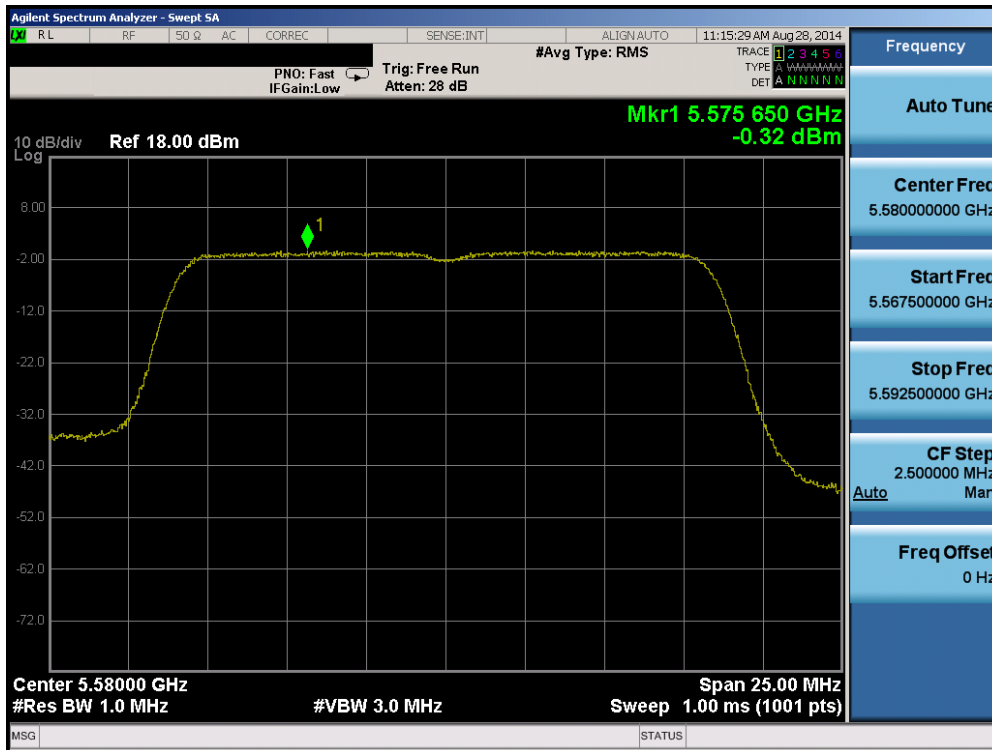 Agilent Spectrum Analyzer - Swept SA
LXI RL RF 50 Ω AC CORREC SENSE:INT ALIGN AUTO 11:15:29 AM Aug 28, 2014
#Avg Type: RMS TRACE 1 2 3 4 5 6
PNO: Fast Trig: Free Run TYPE A WWWWW
IFGain:Low Atten: 28 dB DET A N N N N N
Mkr1 5.575 650 GHz
-0.32 dBm
10 dB/div Ref 18.00 dBm
Log
8.00
1
-2.00
-12.0
-22.0
-32.0
-42.0
-52.0
-62.0
-72.0
Center 5.58000 GHz Span 25.00 MHz
#Res BW 1.0 MHz #VBW 3.0 MHz Sweep 1.00 ms (1001 pts)
MSG STATUS
Frequency
Auto Tune
Center Freq
5.580000000 GHz
Start Freq
5.567500000 GHz
Stop Freq
5.592500000 GHz
CF Step
2.500000 MHz
Auto Man
Freq Offset
0 Hz